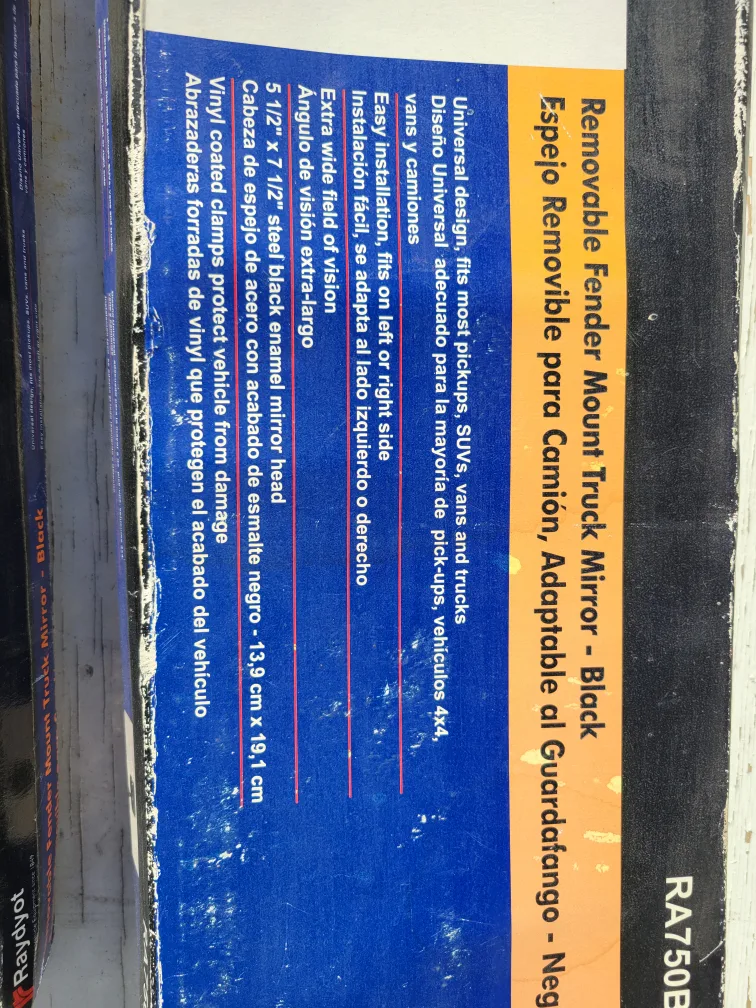 RA750
Removable Fender Mount Truck Mirror - Black
Espejo Removible para Camión, Adaptable al Guardafango - Neg
Universal design, fits most pickups, SUVs, vans and trucks
Diseño Universal adecuado para la mayoría de pick-ups, vehículos 4x4,
vans y camiones
Easy installation, fits on left or right side
Instalación fácil, se adapta al lado izquierdo o derecho
Extra wide field of vision
Ángulo de visión extra-largo
5 1/2" x 7 1/2" steel black enamel mirror head
Cabeza de espejo de acero con acabado de esmalte negro - 13,9 cm x 19,1 cm
Vinyl coated clamps protect vehicle from damage
Abrazaderas forradas de vinyl que protegen el acabado del vehículo
Fender Mount Truck Mirror - Black
Raydyot